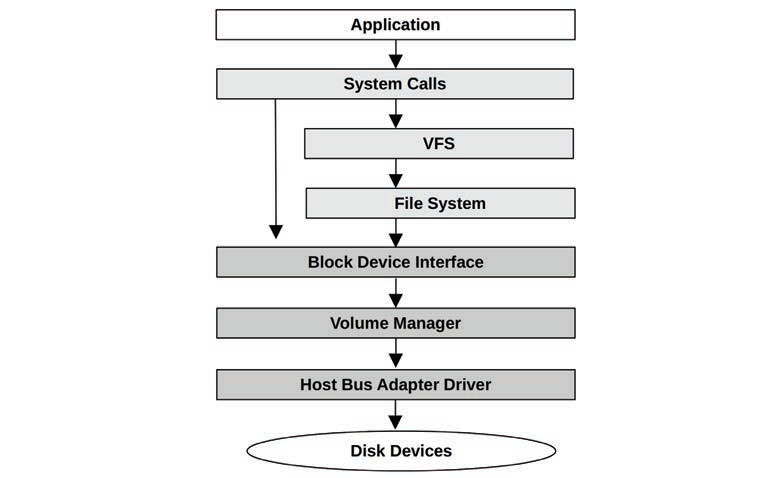 Application
System Calls
VFS
File System
Block Device Interface
Volume Manager
Host Bus Adapter Driver
Disk Devices